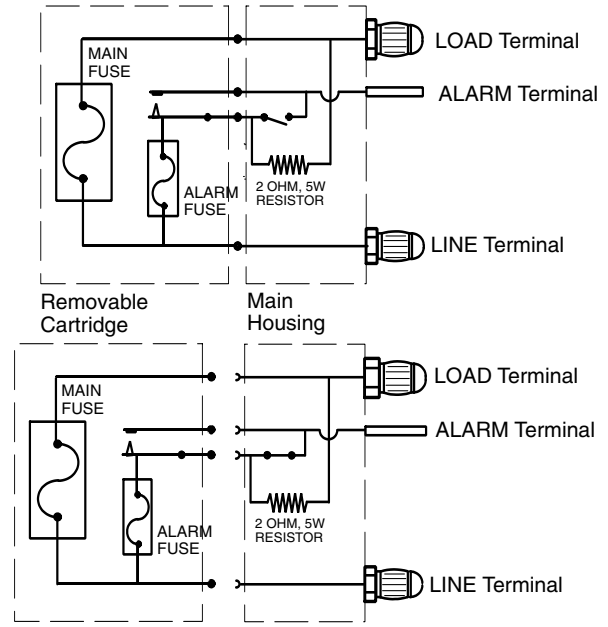 MAIN
FUSE
LOAD Terminal
ALARM Terminal
ALARM
FUSE
2 OHM, 5W
RESISTOR
LINE Terminal
Removable
Cartridge
Main
Housing
MAIN
FUSE
LOAD Terminal
ALARM Terminal
ALARM
FUSE
2 OHM, 5W
RESISTOR
LINE Terminal